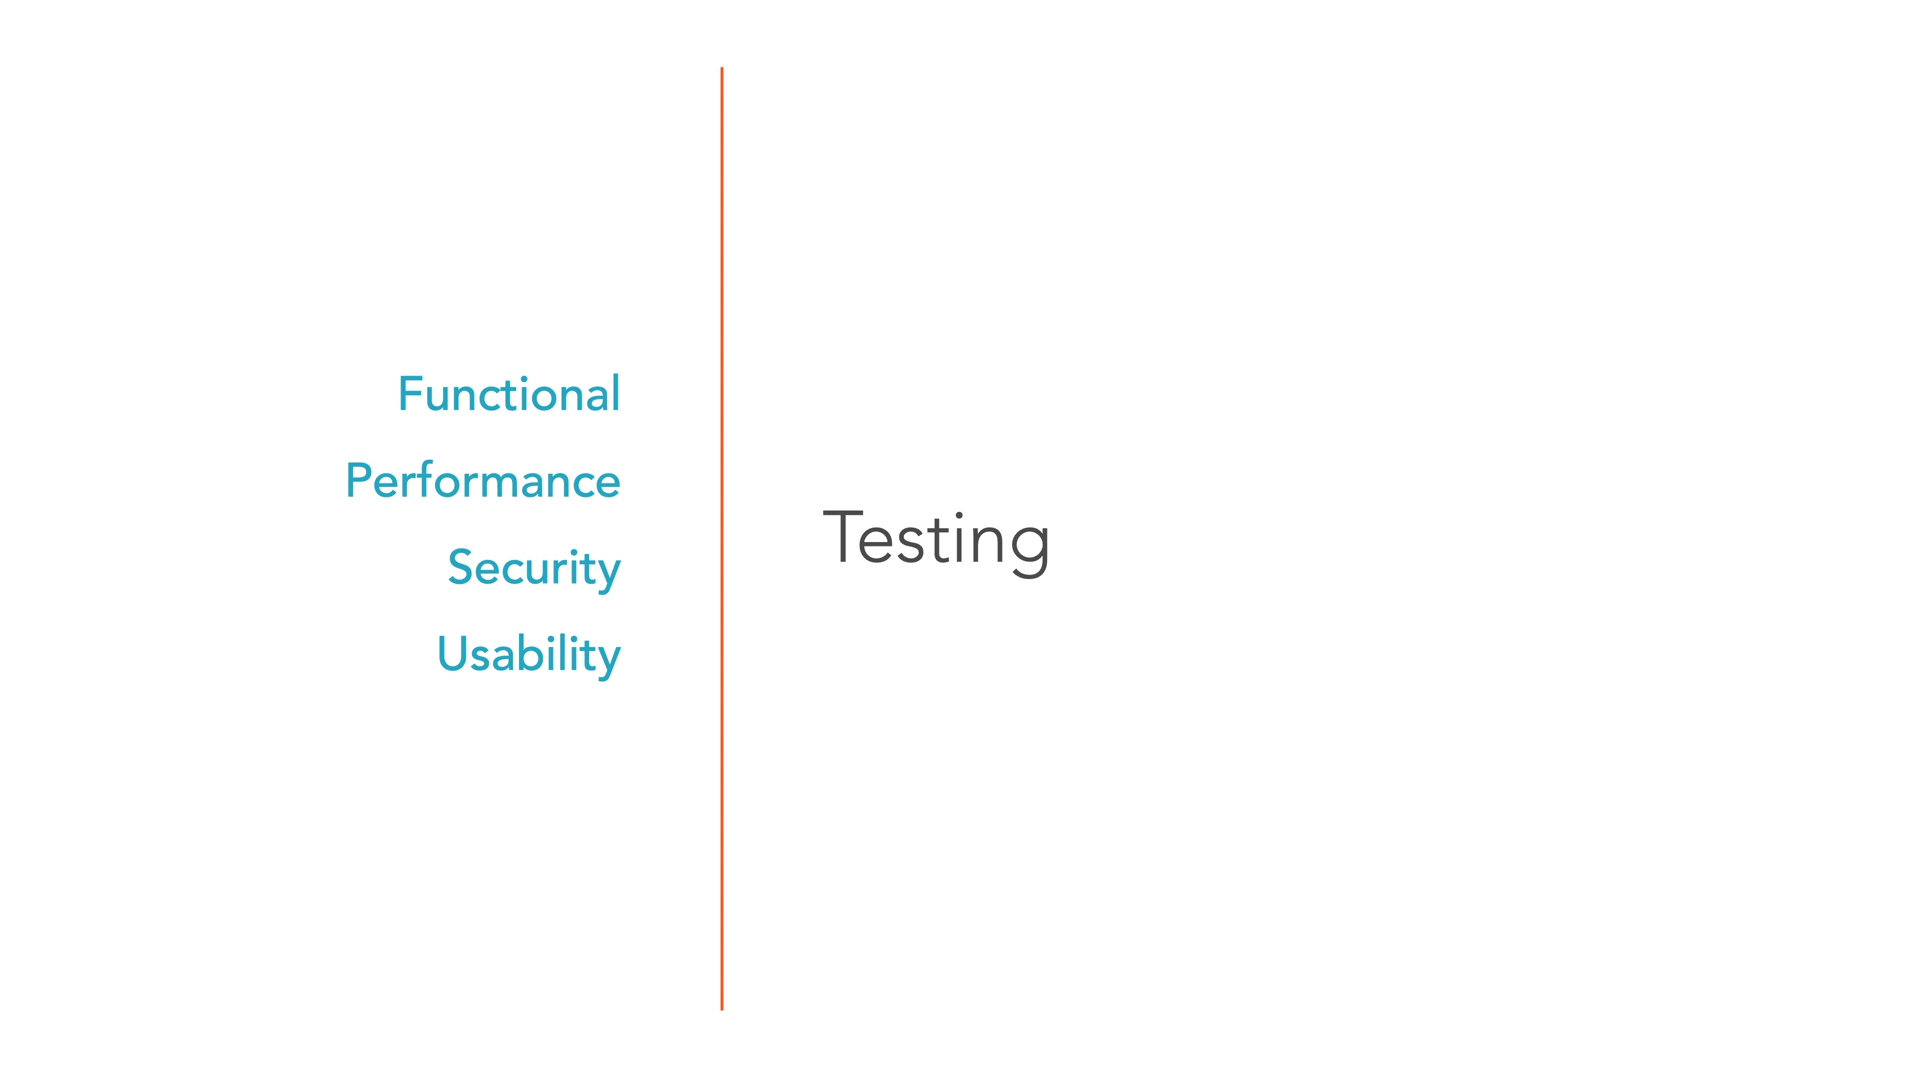 Functional
Performance
Security
Usability
Testing